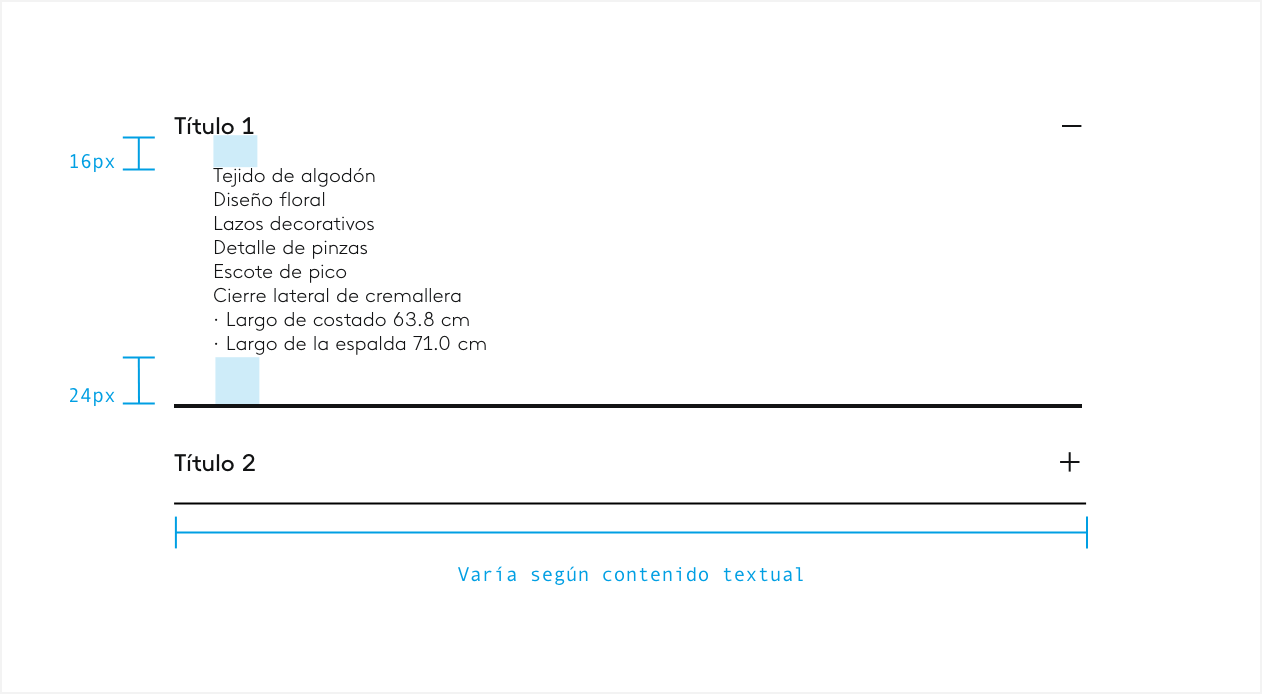 Título 1
16px
Tejido de algodón
Diseño floral
Lazos decorativos
Detalle de pinzas
Escote de pico
Cierre lateral de cremallera
· Largo de costado 63.8 cm
· Largo de la espalda 71.0 cm
24px
Título 2
Varía según contenido textual